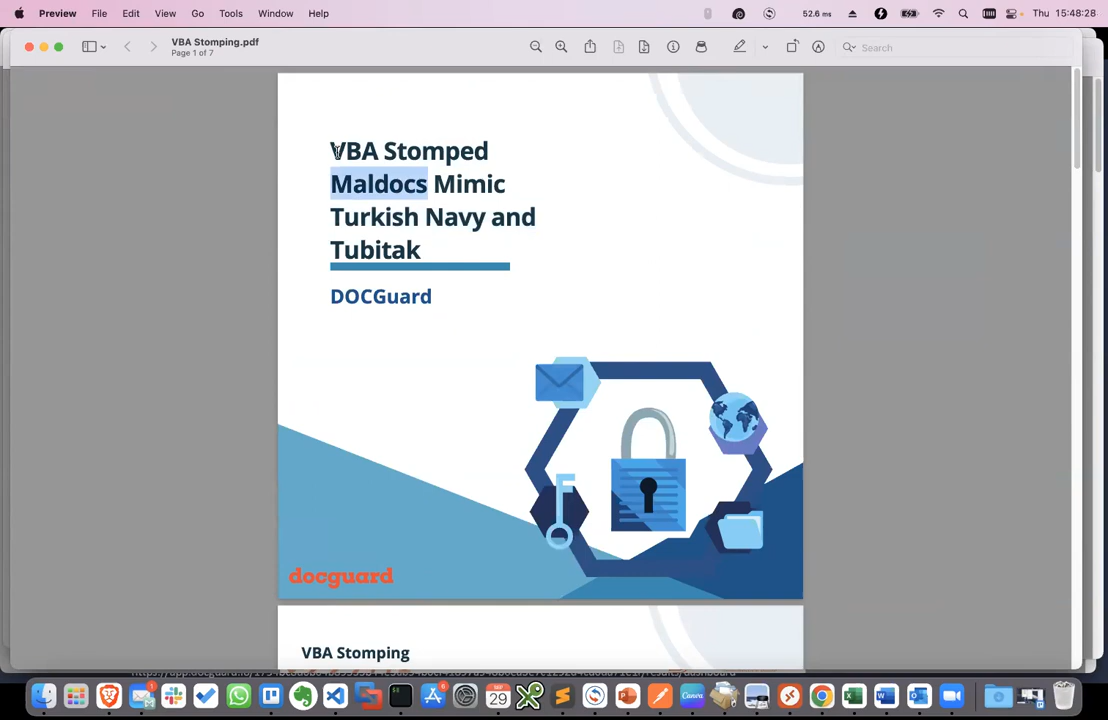 Preview File Edit View Go Tools Window Help 52.6 ms Thu 15:48:28
VBA Stomping.pdf
Page 1 of 7
Search
VBA Stomped
Maldocs Mimic
Turkish Navy and
Tubitak
DOCGuard
docguard
VBA Stomping
SEP
29